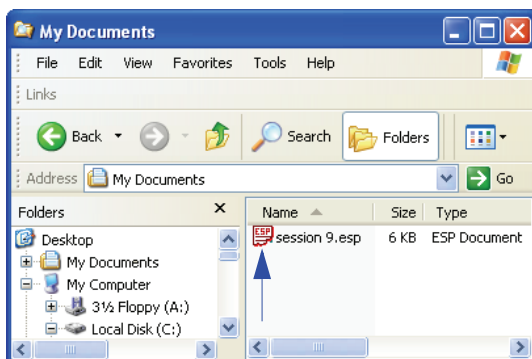 My Documents
File Edit View Favorites Tools Help
Links
Back Search Folders
Address My Documents Go
Folders
Name Size Type
Desktop
My Documents
My Computer
3½ Floppy (A:)
Local Disk (C:)
ESP session 9.esp 6 KB ESP Document